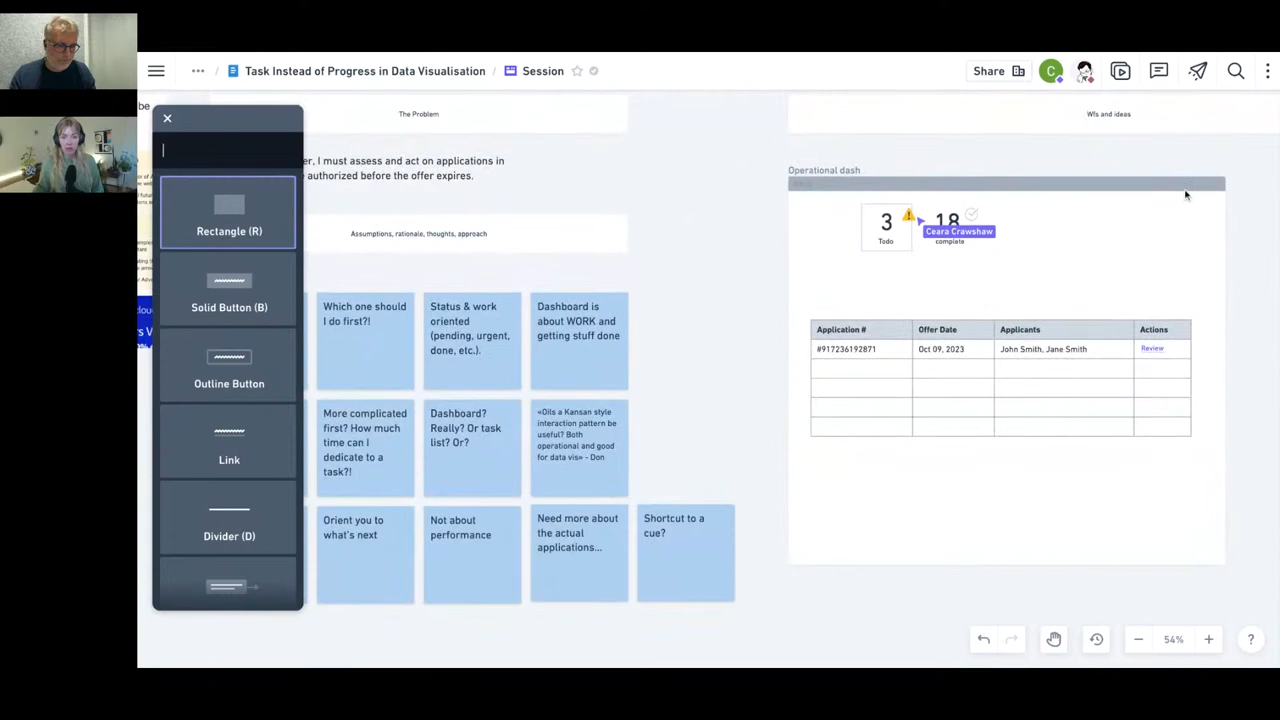 Task Instead of Progress in Data Visualisation / Session
Share
C
be
The Problem
Wfs and ideas
er, I must assess and act on applications in
authorized before the offer expires.
Operational dash
Rectangle (R)
3
Todo
18
complete
Ceara Crawshaw
Assumptions, rationale, thoughts, approach
Solid Button (B)
Which one should
I do first?!
Status & work
oriented
(pending, urgent,
done, etc.).
Dashboard is
about WORK and
getting stuff done
Application #
Offer Date
Applicants
Actions
#917236192871
Oct 09, 2023
John Smith, Jane Smith
Review
Outline Button
More complicated
first? How much
time can I
dedicate to a
task?!
Dashboard?
Really? Or task
list? Or?
«Oils a Kansan style
interaction pattern be
useful? Both
operational and good
for data vis» - Don
Link
Orient you to
what's next
Not about
performance
Need more about
the actual
applications...
Shortcut to a
cue?
Divider (D)
54%
?